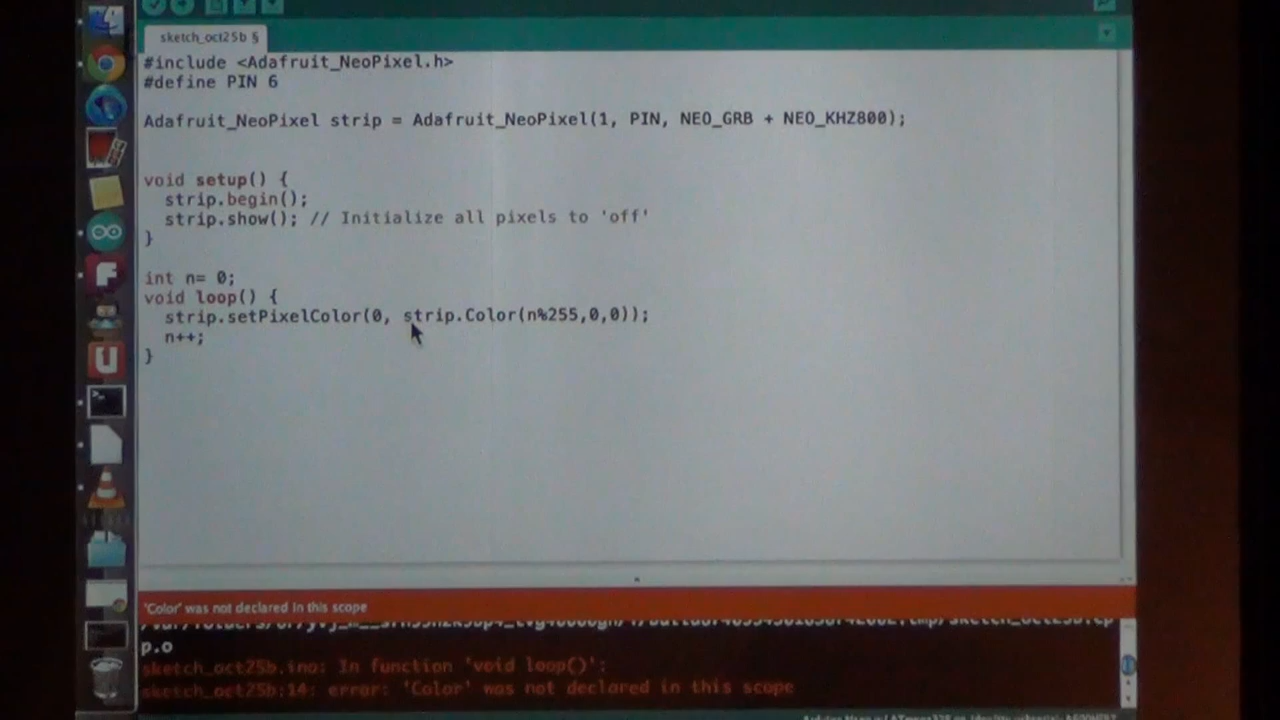 sketch_oct25b §
#include <Adafruit_NeoPixel.h>
#define PIN 6
Adafruit_NeoPixel strip = Adafruit_NeoPixel(1, PIN, NEO_GRB + NEO_KHZ800);
void setup() {
strip.begin();
strip.show(); // Initialize all pixels to 'off'
}
int n= 0;
void loop() {
strip.setPixelColor(0, strip.Color(n%255,0,0));
n++;
}
'Color' was not declared in this scope
p.o
sketch_oct25b.ino: In function 'void loop()':
sketch_oct25b:14: error: 'Color' was not declared in this scope